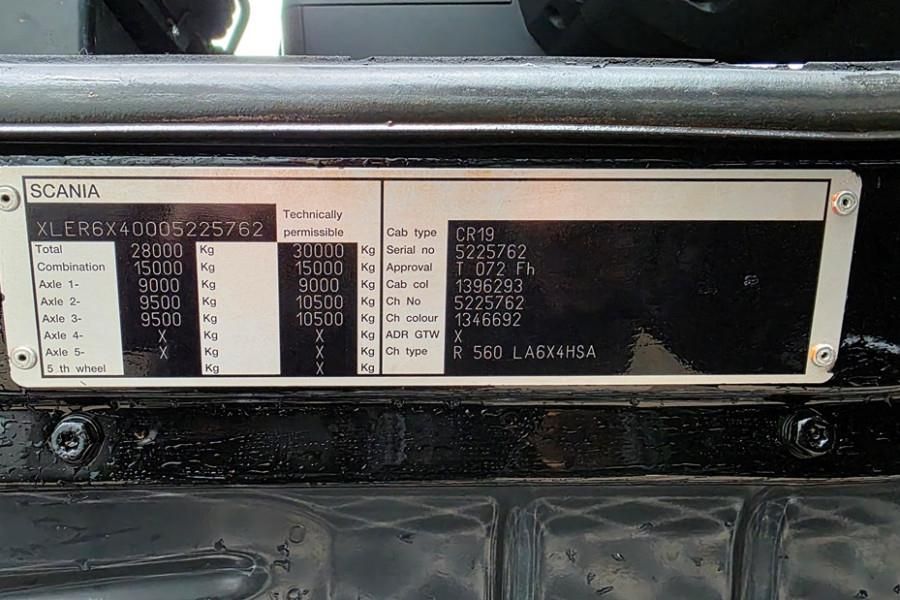 SCANIA
XLER6X40005225762 Technically permissible
Total 28000 Kg 30000 Kg
Combination 15000 Kg 15000 Kg
Axle 1- 9000 Kg 9000 Kg
Axle 2- 9500 Kg 10500 Kg
Axle 3- 9500 Kg 10500 Kg
Axle 4- X Kg X Kg
Axle 5- X Kg X Kg
5 th wheel Kg X Kg
Cab type CR19
Serial no 5225762
Approval T 072 Fh
Cab col 1396293
Ch No 5225762
Ch colour 1346692
ADR GTW X
Ch type R 560 LA6X4HSA